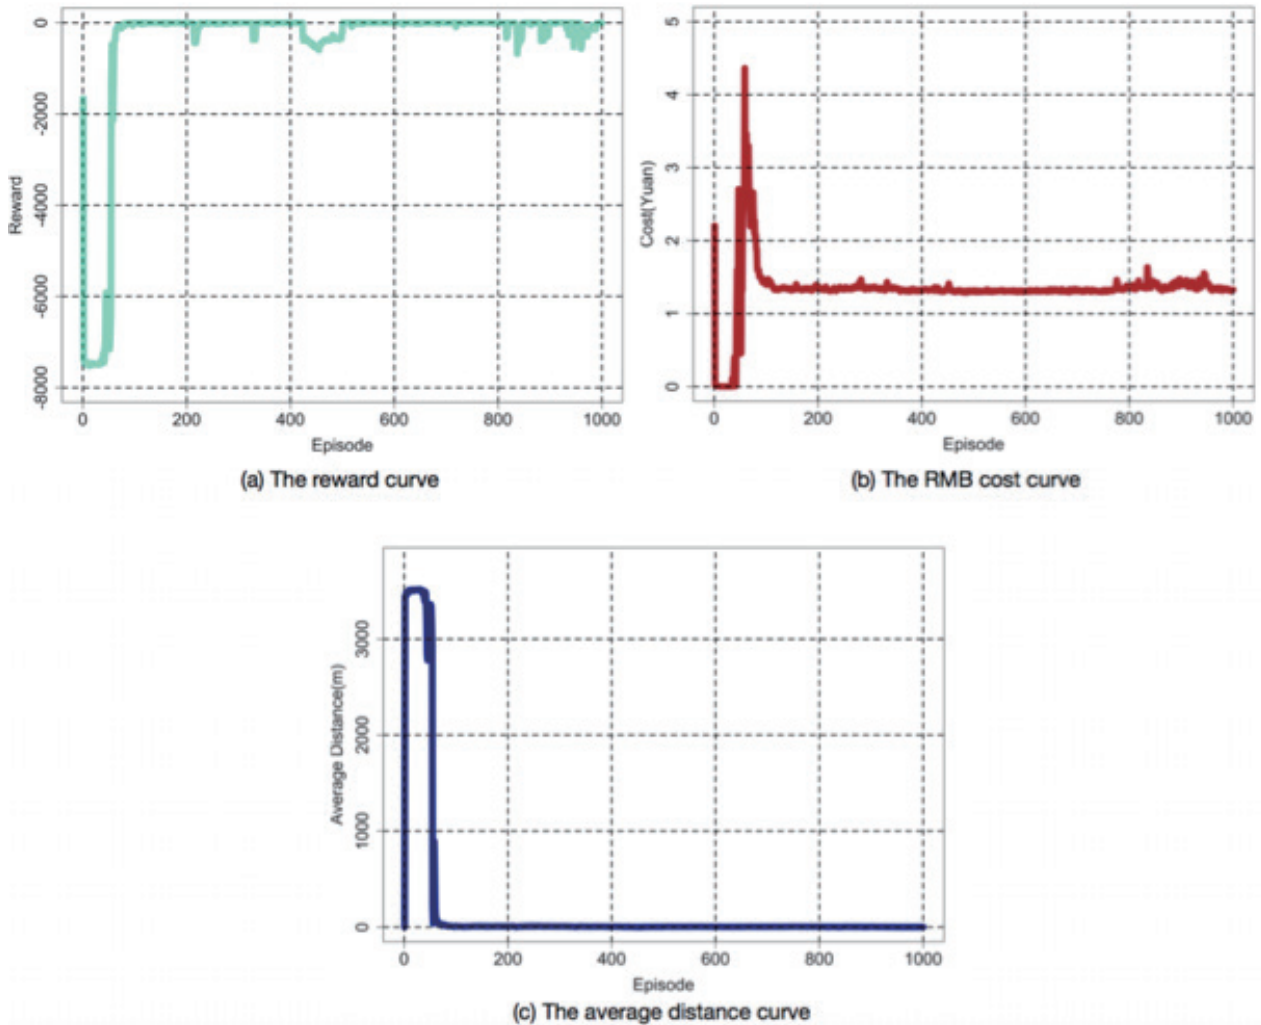 0
-2000
-4000
-6000
-8000
Reward
0 200 400 600 800 1000
Episode
(a) The reward curve
5
4
3
2
1
0
Cost(Yuan)
0 200 400 600 800 1000
Episode
(b) The RMB cost curve
3000
2000
1000
0
Average Distance(m)
0 200 400 600 800 1000
Episode
(c) The average distance curve